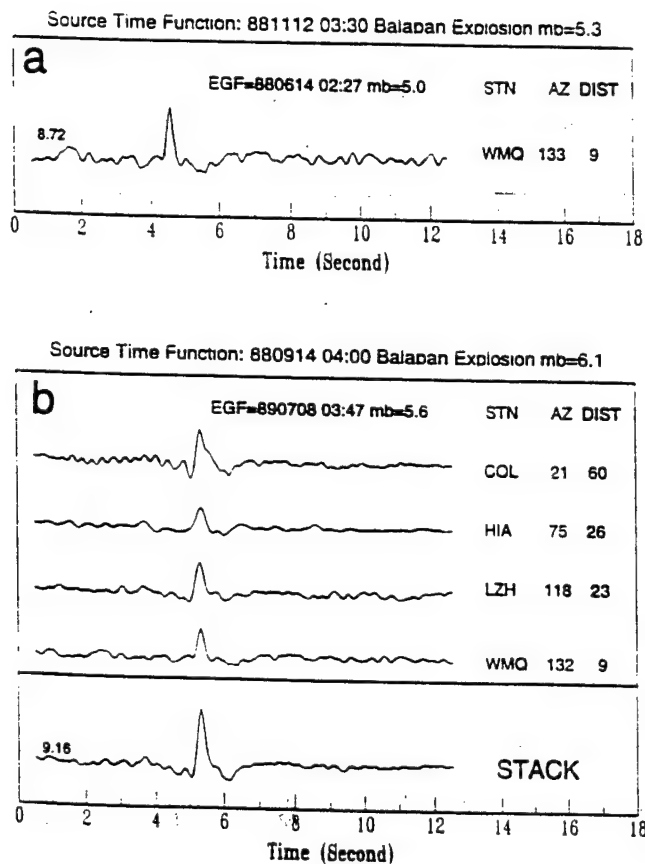 Source Time Function: 881112 03:30 Balapan Explosion mb=5.3
a
EGF=880614 02:27 mb=5.0 STN AZ DIST
8.72
WMQ 133 9
0 2 4 6 8 10 12 14 16 18
Time (Second)
Source Time Function: 880914 04:00 Balapan Explosion mb=6.1
b
EGF=890708 03:47 mb=5.6 STN AZ DIST
COL 21 60
HIA 75 26
LZH 118 23
WMQ 132 9
9.16
STACK
0 2 4 6 8 10 12 14 16 18
Time (Second)